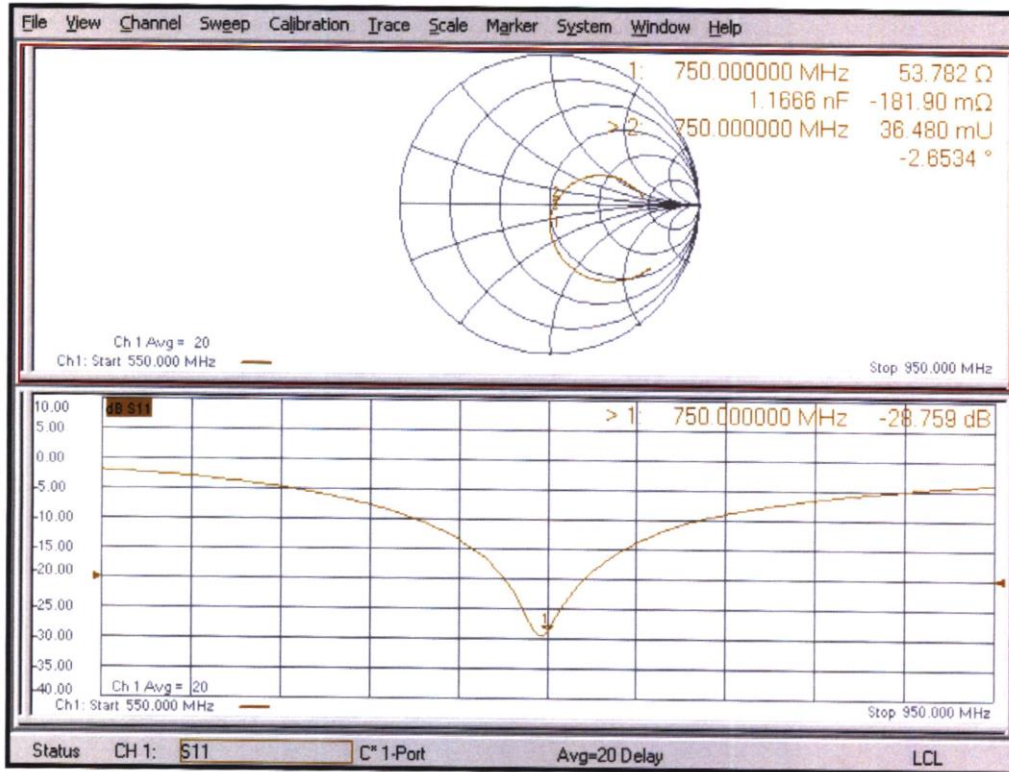 File View Channel Sweep Calibration Trace Scale Marker System Window Help
1: 750.000000 MHz 53.782 Ω
1.1666 nF -181.90 mΩ
> 2: 750.000000 MHz 36.480 mU
-2.6534 °
Ch 1 Avg = 20
Ch1: Start 550.000 MHz
Stop 950.000 MHz
10.00
dB S11
> 1: 750.000000 MHz -28.759 dB
5.00
0.00
-5.00
-10.00
-15.00
-20.00
-25.00
1
-30.00
-35.00
-40.00
Ch 1 Avg = 20
Ch1: Start 550.000 MHz
Stop 950.000 MHz
Status CH 1: S11 C* 1-Port Avg=20 Delay LCL